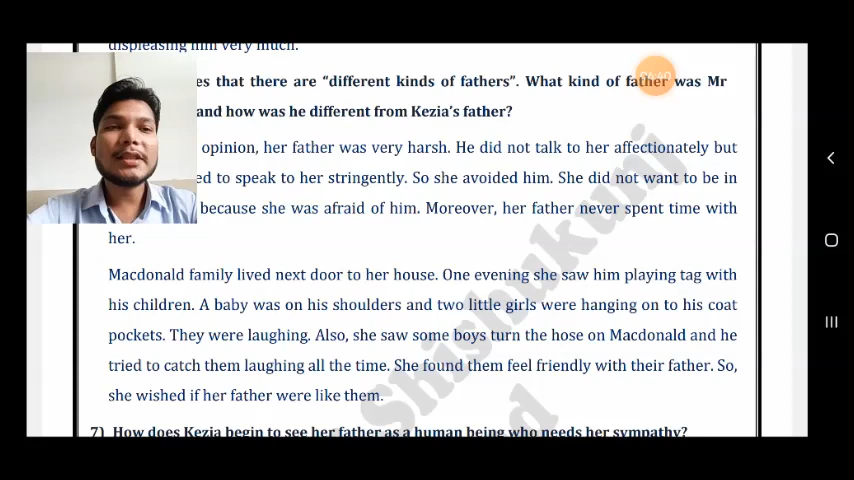 displeasing him very much.
es that there are "different kinds of fathers". What kind of father was Mr
and how was he different from Kezia's father?
opinion, her father was very harsh. He did not talk to her affectionately but
ed to speak to her stringently. So she avoided him. She did not want to be in
because she was afraid of him. Moreover, her father never spent time with
her.
Macdonald family lived next door to her house. One evening she saw him playing tag with
his children. A baby was on his shoulders and two little girls were hanging on to his coat
pockets. They were laughing. Also, she saw some boys turn the hose on Macdonald and he
tried to catch them laughing all the time. She found them feel friendly with their father. So,
she wished if her father were like them.
7) How does Kezia begin to see her father as a human being who needs her sympathy?
Shishukunj